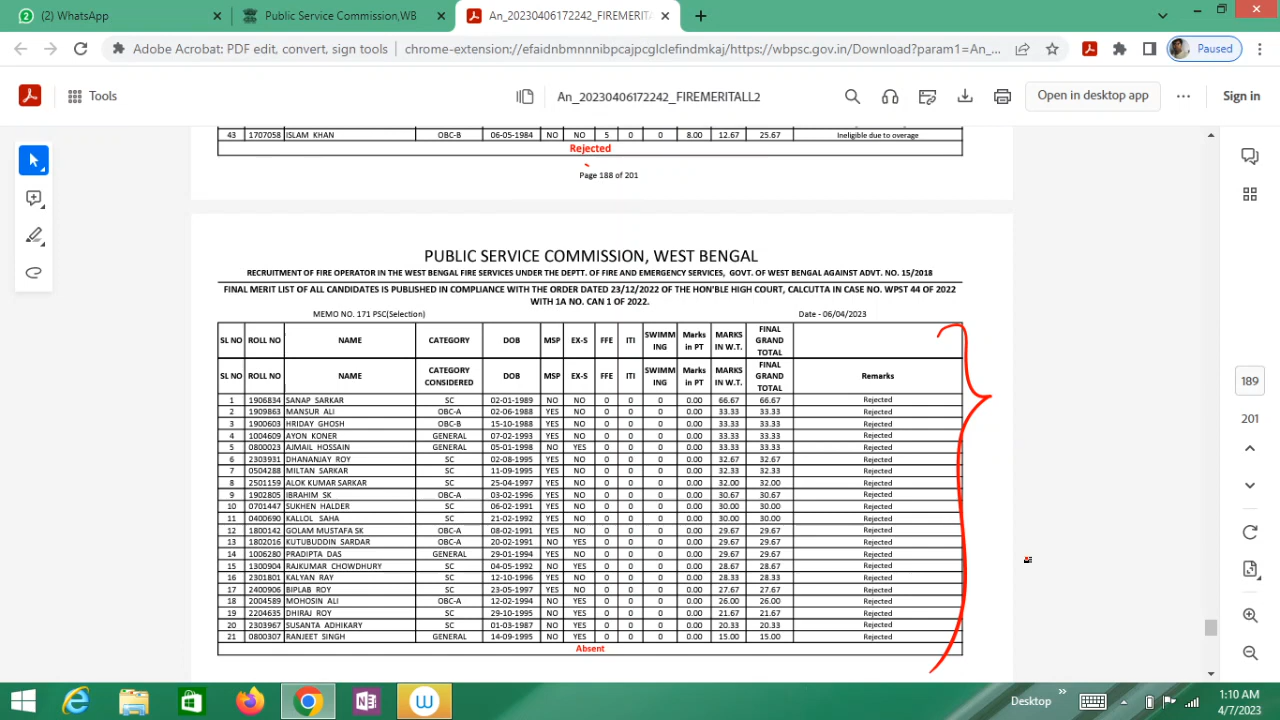 (2) WhatsApp
Public Service Commission,WB
An_20230406172242_FIREMERITALL
Adobe Acrobat: PDF edit, convert, sign tools | chrome-extension://efaidnbmnnnibpcajpcglclefindmkaj/https://wbpsc.gov.in/Download?param1=An_...
Paused
Tools
An_20230406172242_FIREMERITALL2
Open in desktop app
Sign in
43 1707058 ISLAM KHAN OBC-B 06-05-1984 NO NO 5 0 0 8.00 12.67 25.67 Ineligible due to overage
Rejected
Page 188 of 201
PUBLIC SERVICE COMMISSION, WEST BENGAL
RECRUITMENT OF FIRE OPERATOR IN THE WEST BENGAL FIRE SERVICES UNDER THE DEPTT. OF FIRE AND EMERGENCY SERVICES, GOVT. OF WEST BENGAL AGAINST ADVT. NO. 15/2018
FINAL MERIT LIST OF ALL CANDIDATES IS PUBLISHED IN COMPLIANCE WITH THE ORDER DATED 23/12/2022 OF THE HON'BLE HIGH COURT, CALCUTTA IN CASE NO. WPST 44 OF 2022
WITH 1A NO. CAN 1 OF 2022.
MEMO NO. 171 PSC(Selection) Date - 06/04/2023
SL NO ROLL NO NAME CATEGORY DOB MSP EX-S FFE ITI SWIMMING Marks in PT MARKS IN W.T. FINAL GRAND TOTAL
SL NO ROLL NO NAME CATEGORY CONSIDERED DOB MSP EX-S FFE ITI SWIMMING Marks in PT MARKS IN W.T. FINAL GRAND TOTAL Remarks
1 1906834 SANAP SARKAR SC 02-01-1989 NO NO 0 0 0 0.00 66.67 66.67 Rejected
2 1909863 MANSUR ALI OBC-A 02-06-1988 YES NO 0 0 0 0.00 33.33 33.33 Rejected
3 1900603 HRIDAY GHOSH OBC-B 15-10-1988 YES NO 0 0 0 0.00 33.33 33.33 Rejected
4 1004609 AYON KONER GENERAL 07-02-1993 YES NO 0 0 0 0.00 33.33 33.33 Rejected
5 0800023 AJMAIL HOSSAIN GENERAL 05-01-1998 NO YES 0 0 0 0.00 33.33 33.33 Rejected
6 2303931 DHANANJAY ROY SC 02-08-1995 YES NO 0 0 0 0.00 32.67 32.67 Rejected
7 0504288 MILTAN SARKAR SC 11-09-1995 YES NO 0 0 0 0.00 32.33 32.33 Rejected
8 2501159 ALOK KUMAR SARKAR SC 25-04-1997 YES NO 0 0 0 0.00 32.00 32.00 Rejected
9 1902805 IBRAHIM SK OBC-A 03-02-1996 YES NO 0 0 0 0.00 30.67 30.67 Rejected
10 0701447 SUKHEN HALDER SC 06-02-1991 YES NO 0 0 0 0.00 30.00 30.00 Rejected
11 0400690 KALLOL SAHA SC 21-02-1992 YES NO 0 0 0 0.00 30.00 30.00 Rejected
12 1800142 GOLAM MUSTAFA SK OBC-A 08-02-1991 YES NO 0 0 0 0.00 29.67 29.67 Rejected
13 1802016 KUTUBUDDIN SARDAR OBC-A 20-02-1991 NO YES 0 0 0 0.00 29.67 29.67 Rejected
14 1006280 PRADIPTA DAS GENERAL 29-01-1994 YES NO 0 0 0 0.00 29.67 29.67 Rejected
15 1300904 RAJKUMAR CHOWDHURY SC 04-05-1992 NO YES 0 0 0 0.00 28.67 28.67 Rejected
16 2301801 KALYAN RAY SC 12-10-1996 YES NO 0 0 0 0.00 28.33 28.33 Rejected
17 2400906 BIPLAB ROY SC 23-05-1997 YES NO 0 0 0 0.00 27.67 27.67 Rejected
18 2004589 MOHOSIN ALI OBC-A 12-02-1994 NO YES 0 0 0 0.00 26.00 26.00 Rejected
19 2204635 DHIRAJ ROY SC 29-10-1995 NO YES 0 0 0 0.00 21.67 21.67 Rejected
20 2303967 SUSANTA ADHIKARY SC 01-03-1987 NO YES 0 0 0 0.00 20.33 20.33 Rejected
21 0800307 RANJEET SINGH GENERAL 14-09-1995 NO YES 0 0 0 0.00 15.00 15.00 Rejected
Absent
189
201
Desktop
1:10 AM
4/7/2023